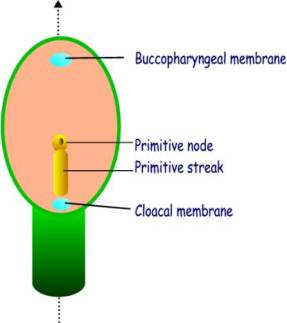 Buccopharyngeal membrane
Primitive node
Primitive streak
Cloacal membrane